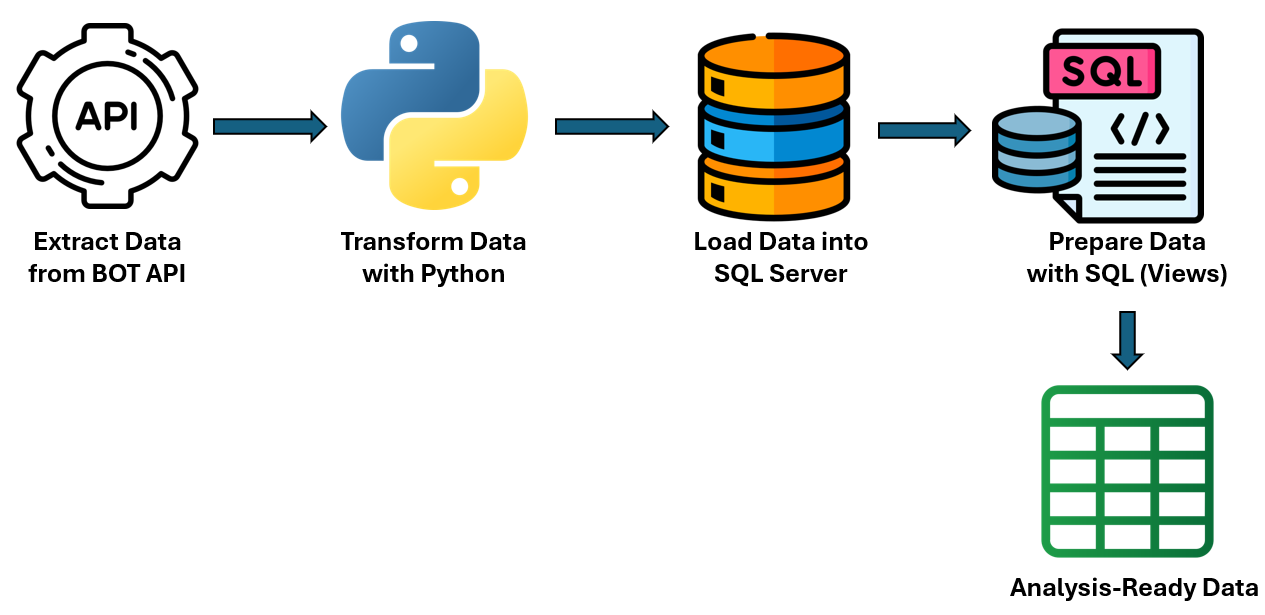 API
Extract Data
from BOT API
Transform Data
with Python
Load Data into
SQL Server
SQL
</>
Prepare Data
with SQL (Views)
Analysis-Ready Data